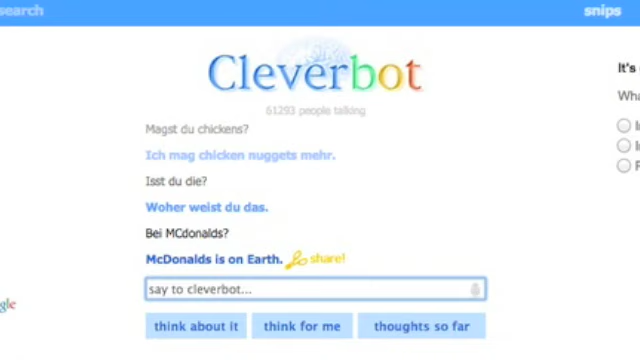 search
snips
Cleverbot
61293 people talking
Magst du chickens?
Ich mag chicken nuggets mehr.
Isst du die?
Woher weist du das.
Bei MCdonalds?
McDonalds is on Earth. share!
say to cleverbot...
think about it
think for me
thoughts so far
It's